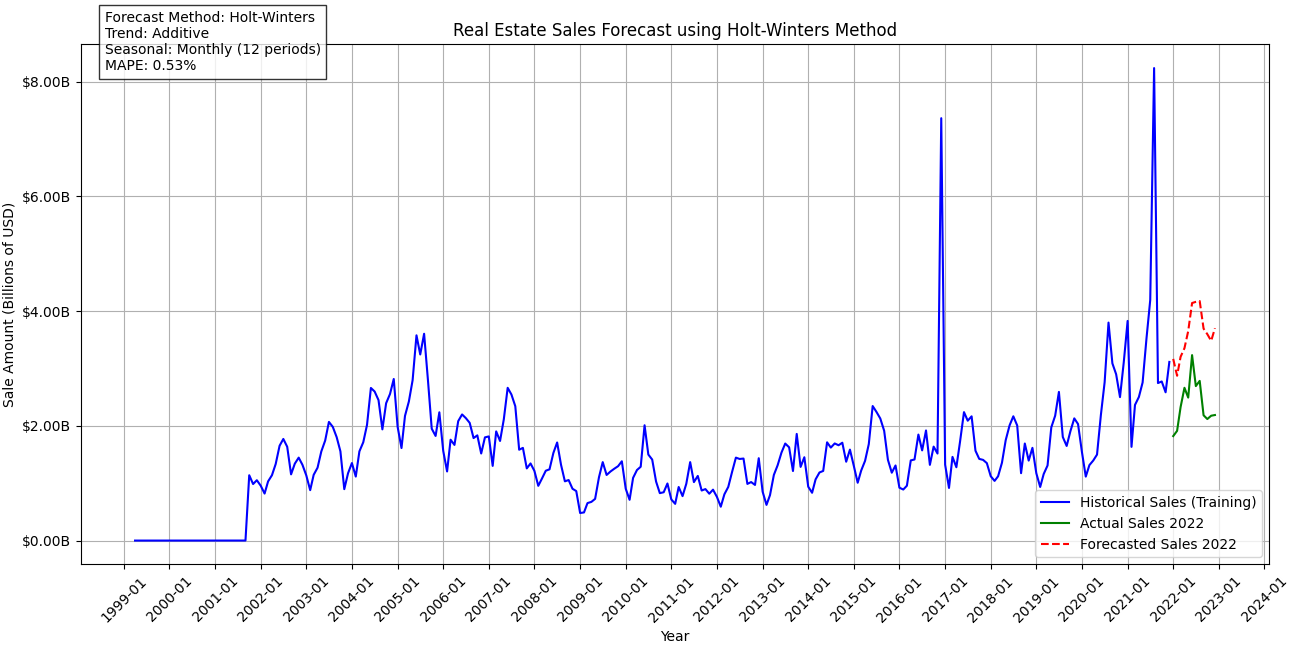 Forecast Method: Holt-Winters
Trend: Additive
Seasonal: Monthly (12 periods)
MAPE: 0.53%
Real Estate Sales Forecast using Holt-Winters Method
Sale Amount (Billions of USD)
$8.00B
$6.00B
$4.00B
$2.00B
$0.00B
Historical Sales (Training)
Actual Sales 2022
Forecasted Sales 2022
1999-01
2000-01
2001-01
2002-01
2003-01
2004-01
2005-01
2006-01
2007-01
2008-01
2009-01
2010-01
2011-01
2012-01
2013-01
2014-01
2015-01
2016-01
2017-01
2018-01
2019-01
2020-01
2021-01
2022-01
2023-01
2024-01
Year